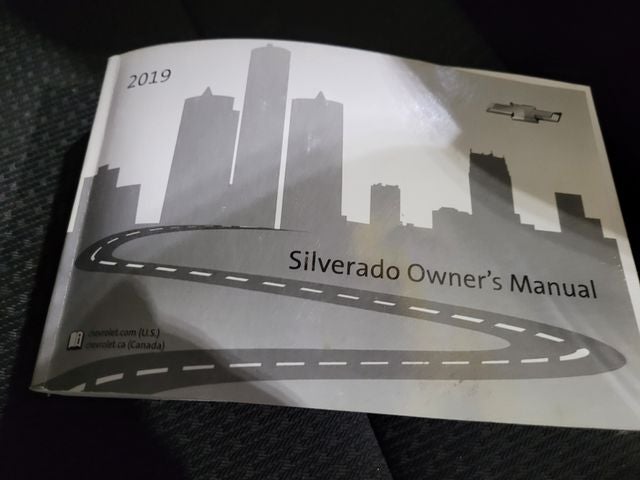 2019
Silverado Owner's Manual
chevrolet.com (U.S.)
chevrolet.ca (Canada)